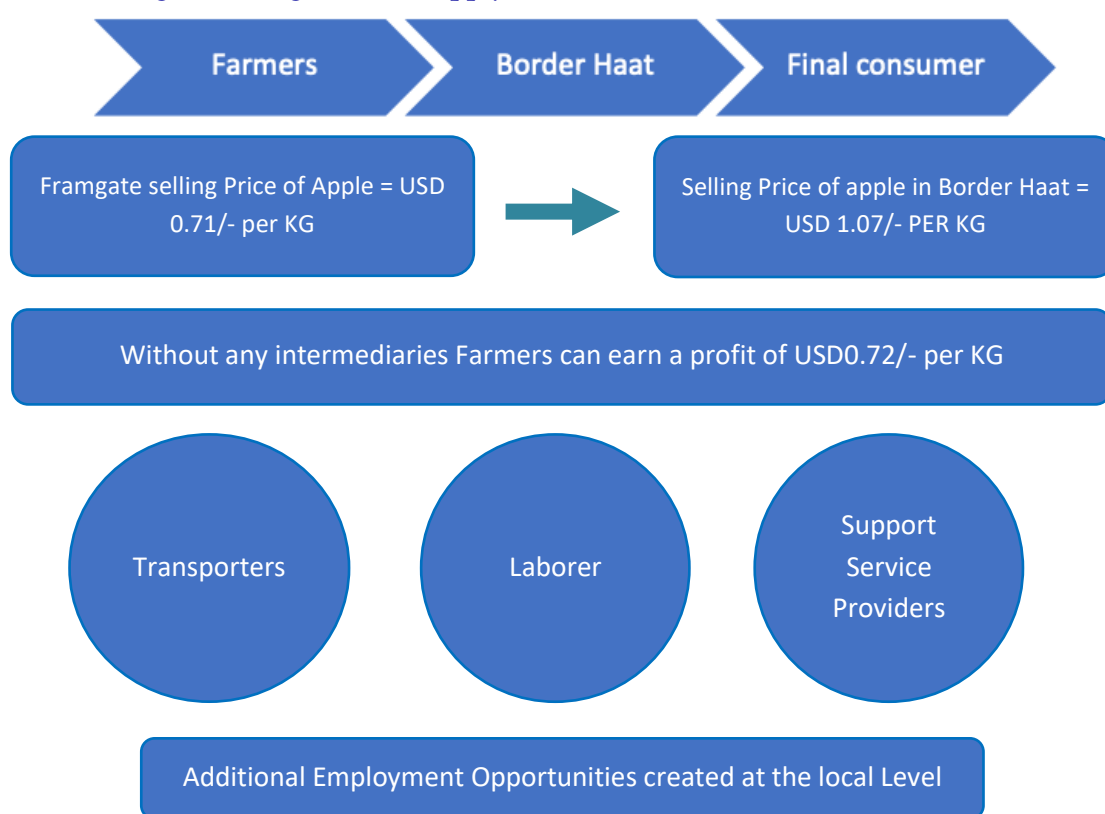 Farmers
Border Haat
Final consumer
Framgate selling Price of Apple = USD
0.71/- per KG
Selling Price of apple in Border Haat =
USD 1.07/- PER KG
Without any intermediaries Farmers can earn a profit of USD0.72/- per KG
Transporters
Laborer
Support
Service
Providers
Additional Employment Opportunities created at the local Level